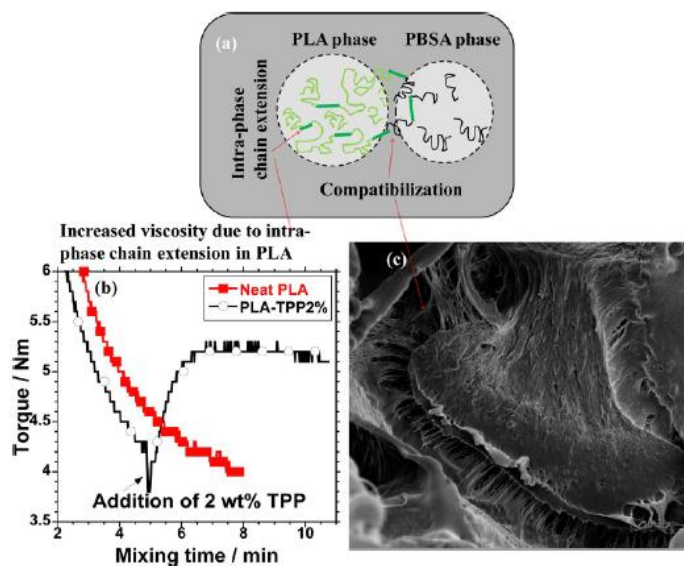 (a)
PLA phase
PBSA phase
Intra-phase
chain extension
Compatibilization
Increased viscosity due to intra-
phase chain extension in PLA
(b)
Neat PLA
PLA-TPP2%
Torque / Nm
6
5.5
5
4.5
4
3.5
Addition of 2 wt% TPP
2
4
6
8
10
Mixing time / min
(c)